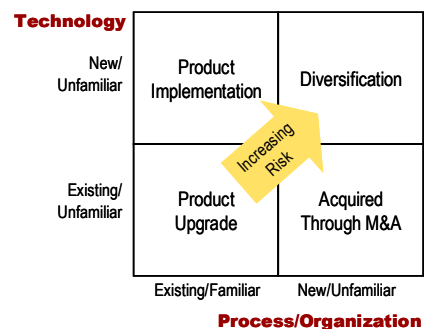 Technology
New/
Unfamiliar
Product
Implementation
Diversification
Increasing
Risk
Existing/
Unfamiliar
Product
Upgrade
Acquired
Through M&A
Existing/Familiar
New/Unfamiliar
Process/Organization